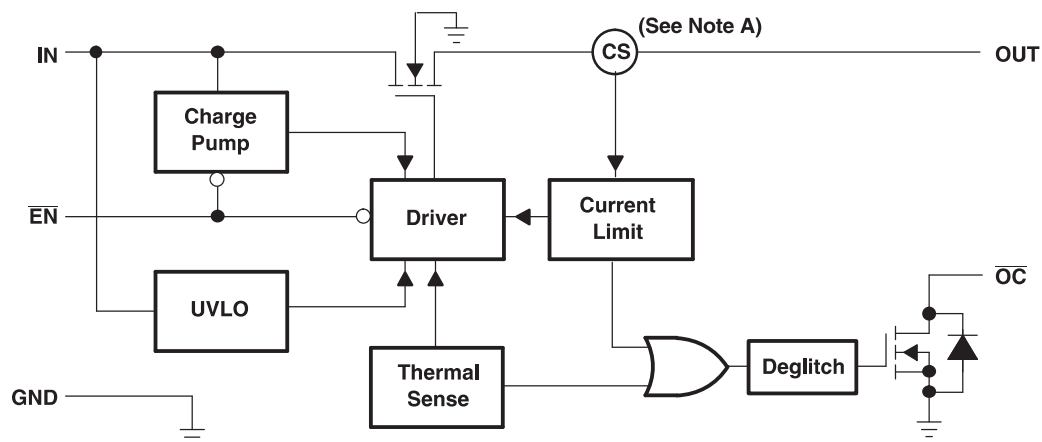 (See Note A)
IN
CS
OUT
Charge
Pump
EN
Driver
Current
Limit
OC
UVLO
Thermal
Sense
Deglitch
GND